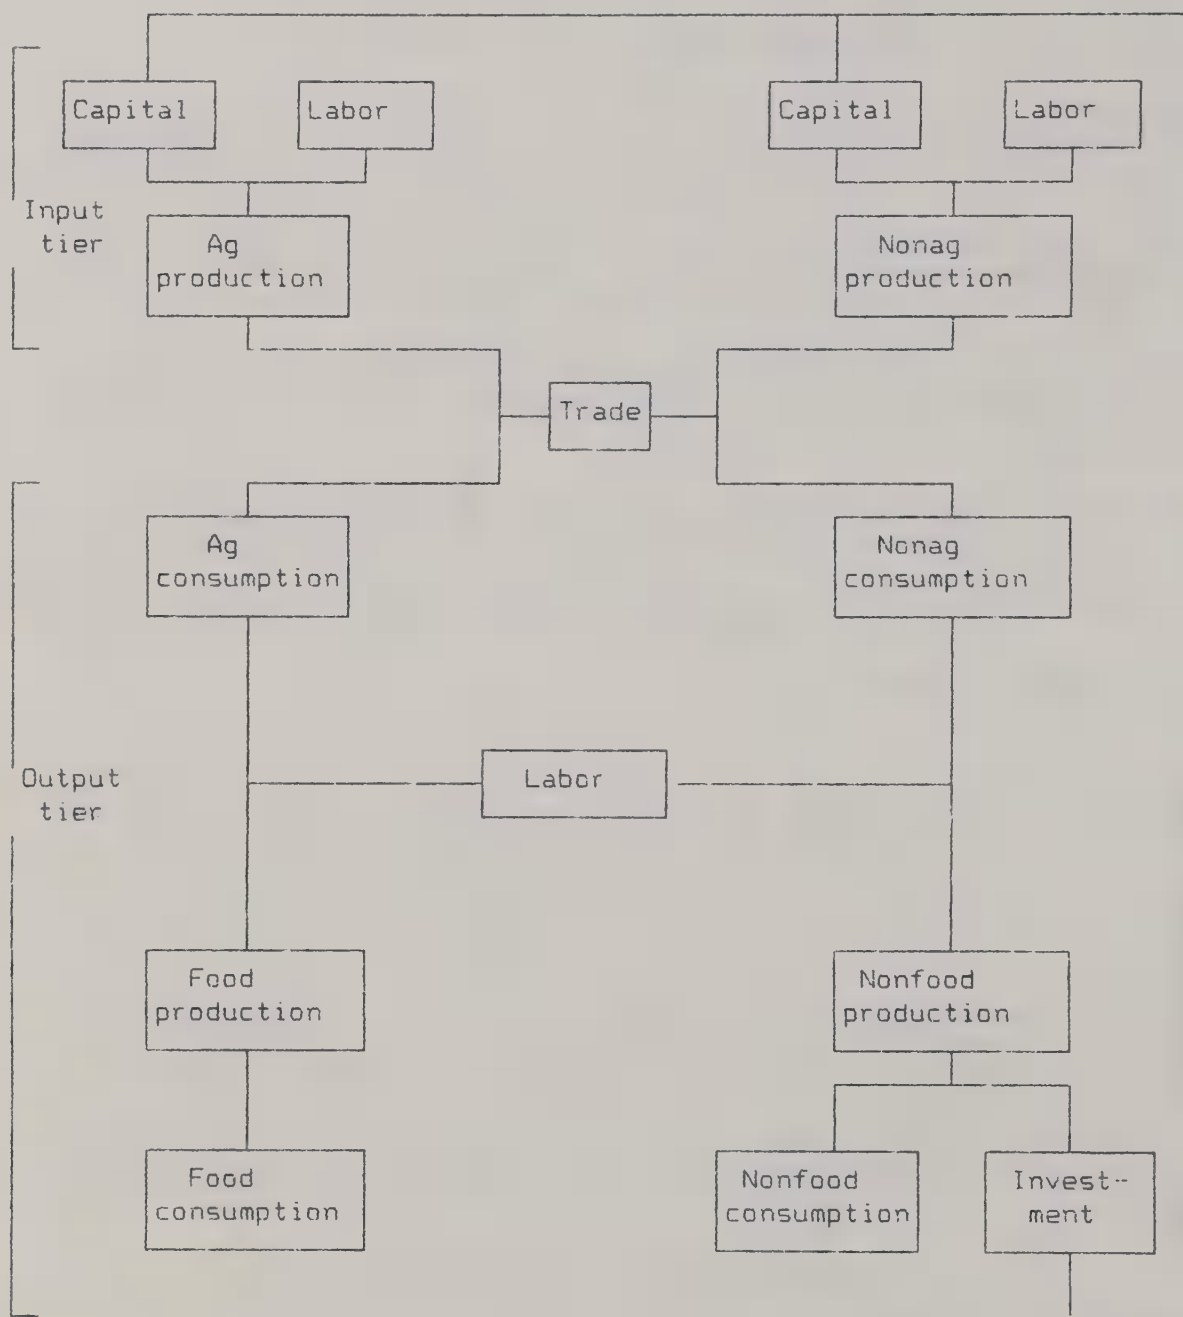 Capital
Labor
Capital
Labor
Input
tier
Ag
production
Nonag
production
Trade
Ag
consumption
Nonag
consumption
Output
tier
Labor
Food
production
Nonfood
production
Food
consumption
Nonfood
consumption
Invest--
ment